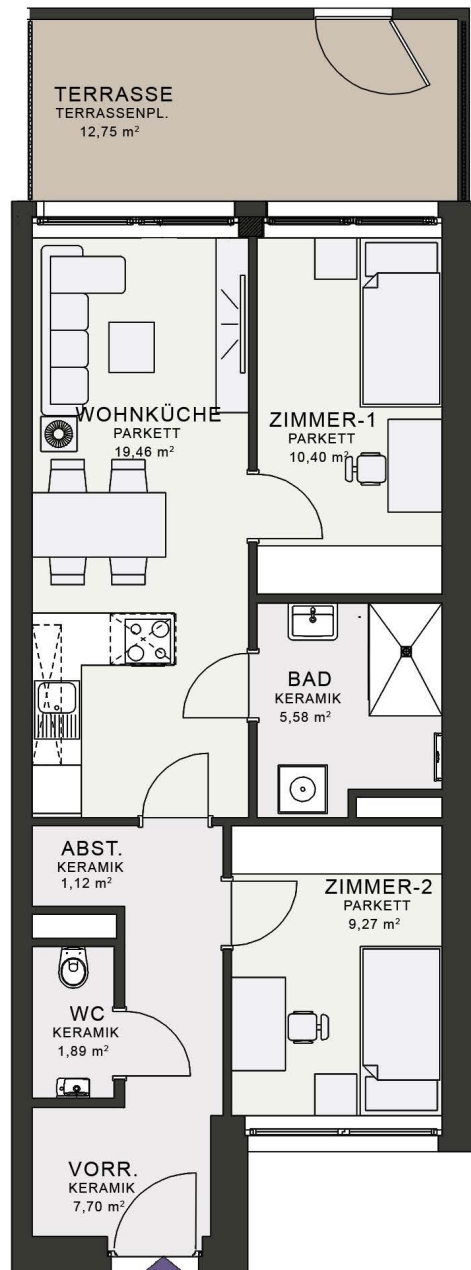 TERRASSE
TERRASSENPL.
12,75 m²
WOHNKÜCHE
PARKETT
19,46 m²
ZIMMER-1
PARKETT
10,40 m²
BAD
KERAMIK
5,58 m²
ABST.
KERAMIK
1,12 m²
ZIMMER-2
PARKETT
9,27 m²
WC
KERAMIK
1,89 m²
VORR.
KERAMIK
7,70 m²